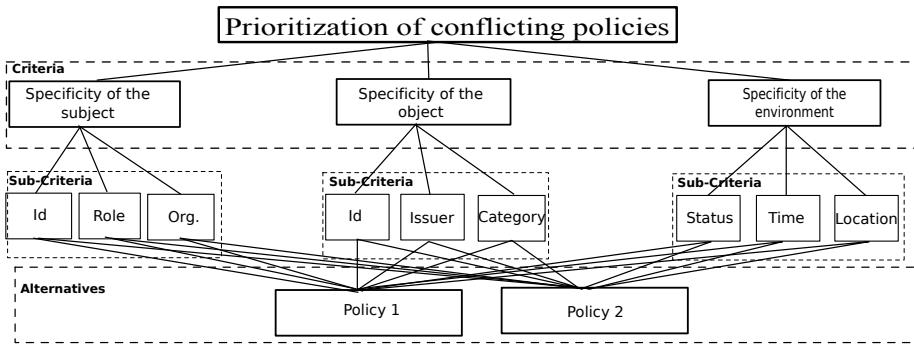 Prioritization of conflicting policies
Criteria
Specificity of the
subject
Specificity of the
object
Specificity of the
environment
Sub-Criteria
Id
Role
Org.
Sub-Criteria
Id
Issuer
Category
Sub-Criteria
Status
Time
Location
Alternatives
Policy 1
Policy 2